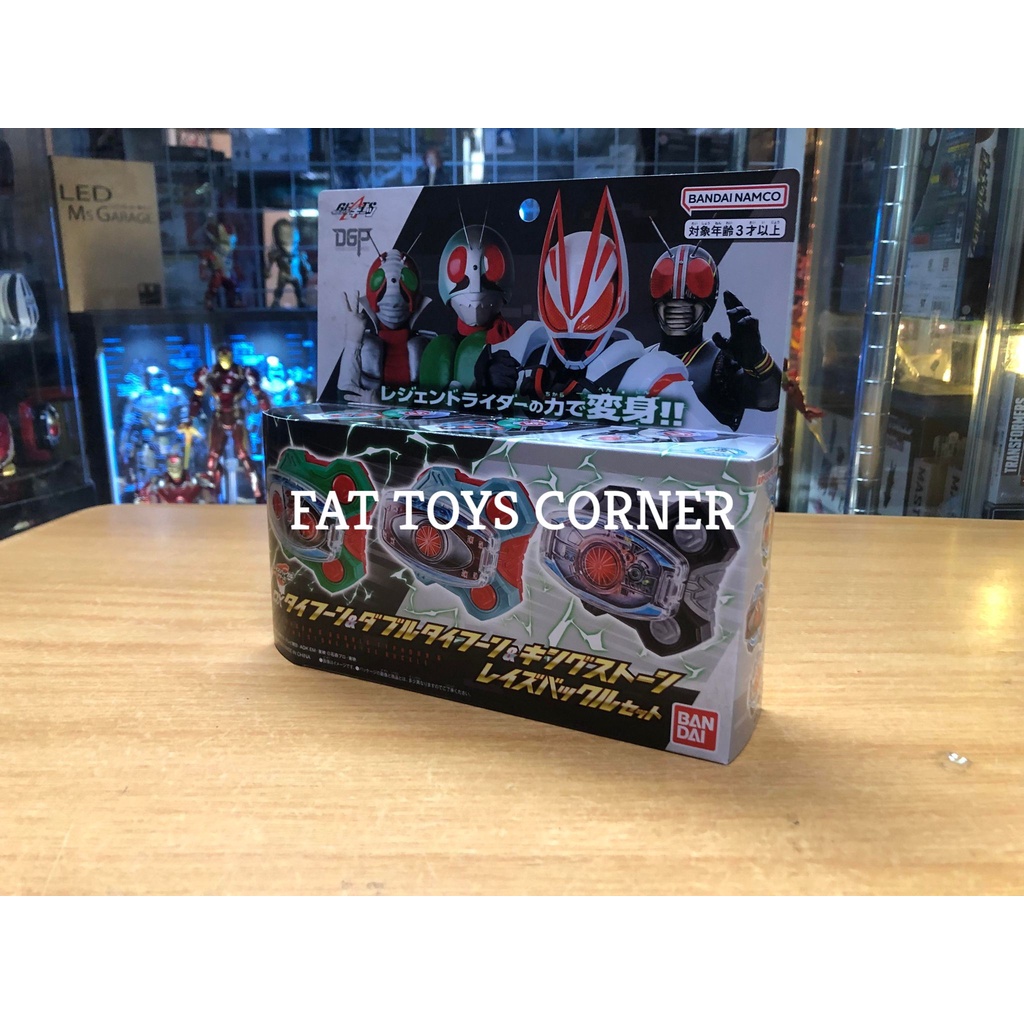 LED
MS GARAGE
GEATS
DGP
BANDAI NAMCO
対象年齢3才以上
レジェンドライダーの力で変身!!
FAT TOYS CORNER
タイフーン&ダブルタイフーン&キングストーン
レイズバックルセット
BAN
DAI
TRANSFORMERS